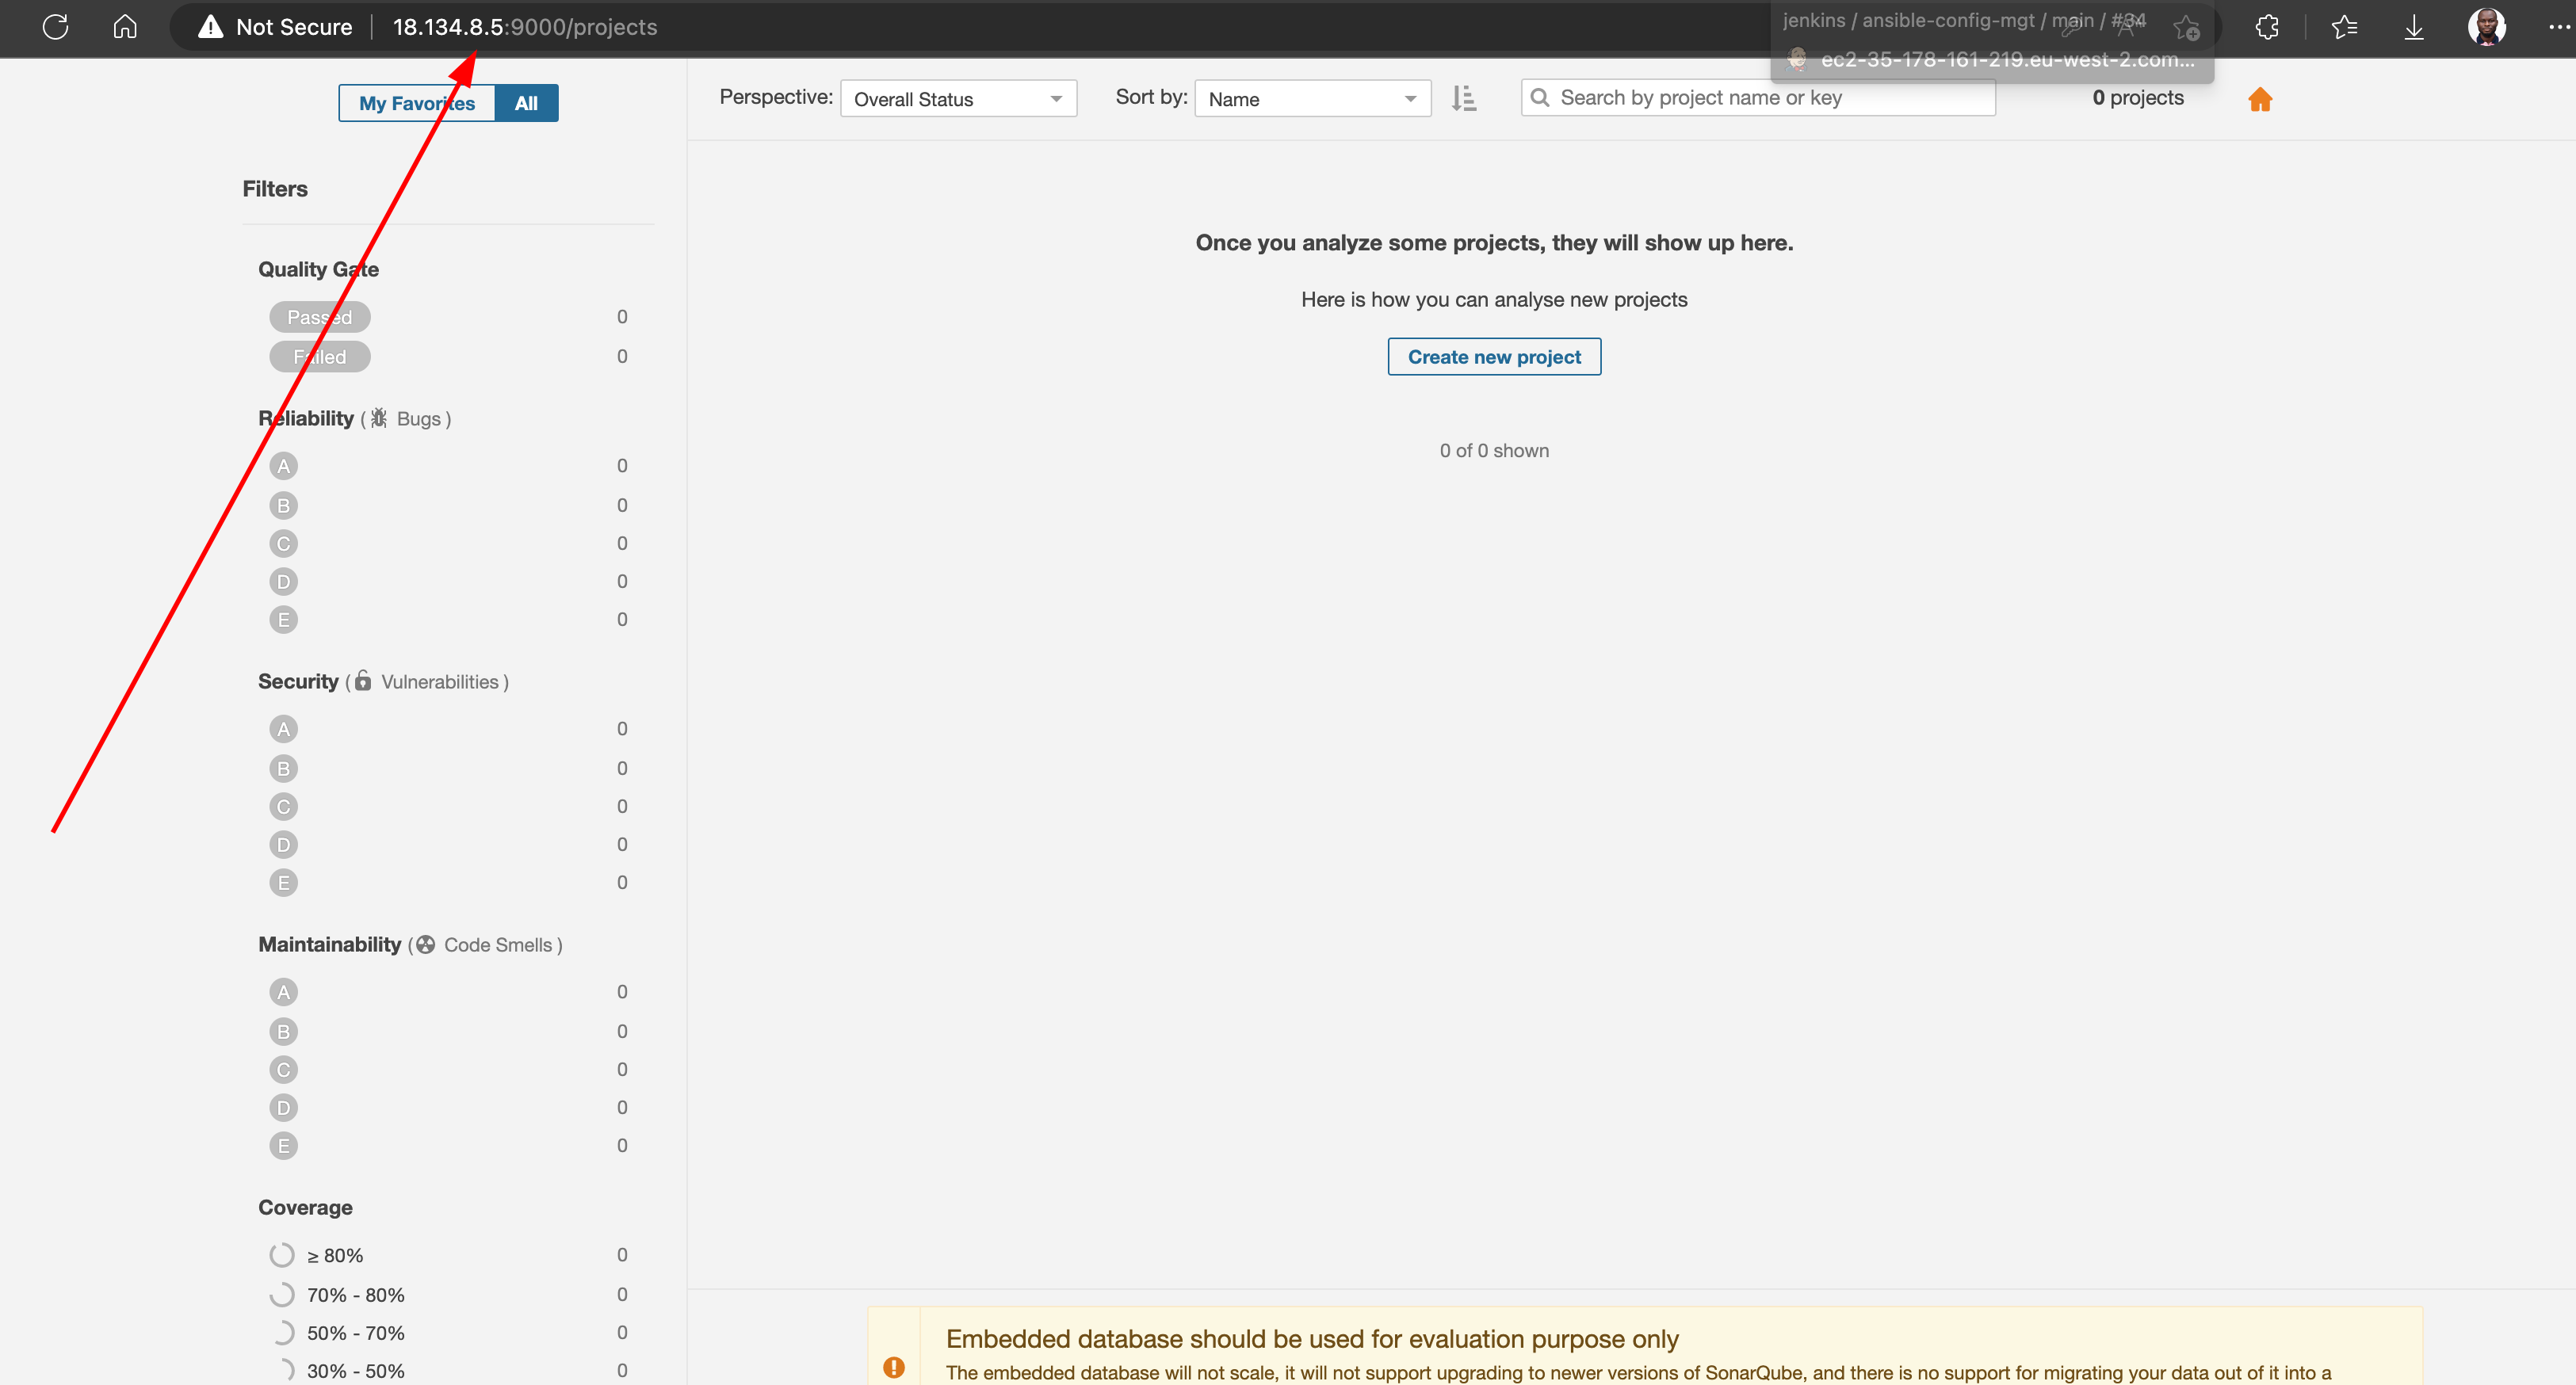 Not Secure
18.134.8.5:9000/projects
jenkins / ansible-config-mgt / main / #34
ec2-35-178-161-219.eu-west-2.com...
My Favorites
All
Perspective:
Overall Status
Sort by:
Name
Search by project name or key
0 projects
Filters
Quality Gate
Passed 0
Failed 0
Reliability ( Bugs )
A 0
B 0
C 0
D 0
E 0
Security ( Vulnerabilities )
A 0
B 0
C 0
D 0
E 0
Maintainability ( Code Smells )
A 0
B 0
C 0
D 0
E 0
Coverage
≥ 80% 0
70% - 80% 0
50% - 70% 0
30% - 50% 0
Once you analyze some projects, they will show up here.
Here is how you can analyse new projects
Create new project
0 of 0 shown
Embedded database should be used for evaluation purpose only
The embedded database will not scale, it will not support upgrading to newer versions of SonarQube, and there is no support for migrating your data out of it into a